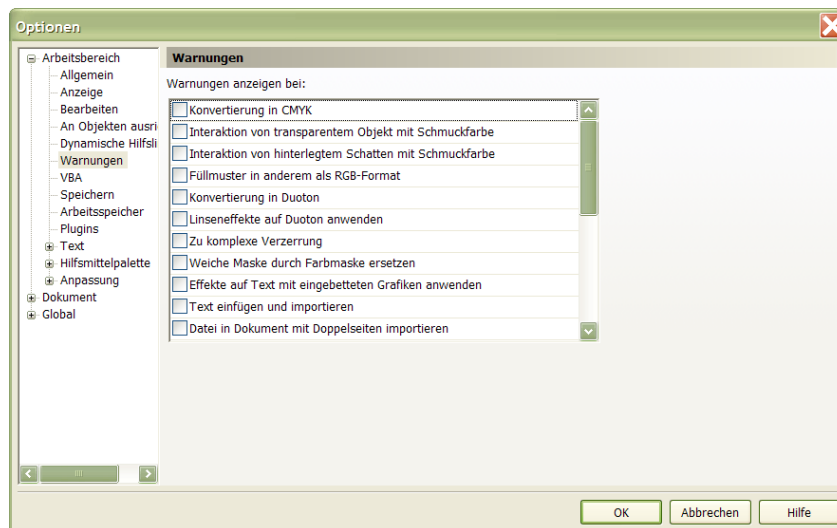 Optionen
Arbeitsbereich
Allgemein
Anzeige
Bearbeiten
An Objekten ausri
Dynamische Hilfsli
Warnungen
VBA
Speichern
Arbeitsspeicher
Plugins
Text
Hilfsmittelpalette
Anpassung
Dokument
Global
Warnungen
Warnungen anzeigen bei:
Konvertierung in CMYK
Interaktion von transparentem Objekt mit Schmuckfarbe
Interaktion von hinterlegtem Schatten mit Schmuckfarbe
Füllmuster in anderem als RGB-Format
Konvertierung in Duoton
Linseneffekte auf Duoton anwenden
Zu komplexe Verzerrung
Weiche Maske durch Farbmaske ersetzen
Effekte auf Text mit eingebetteten Grafiken anwenden
Text einfügen und importieren
Datei in Dokument mit Doppelseiten importieren
OK Abbrechen Hilfe